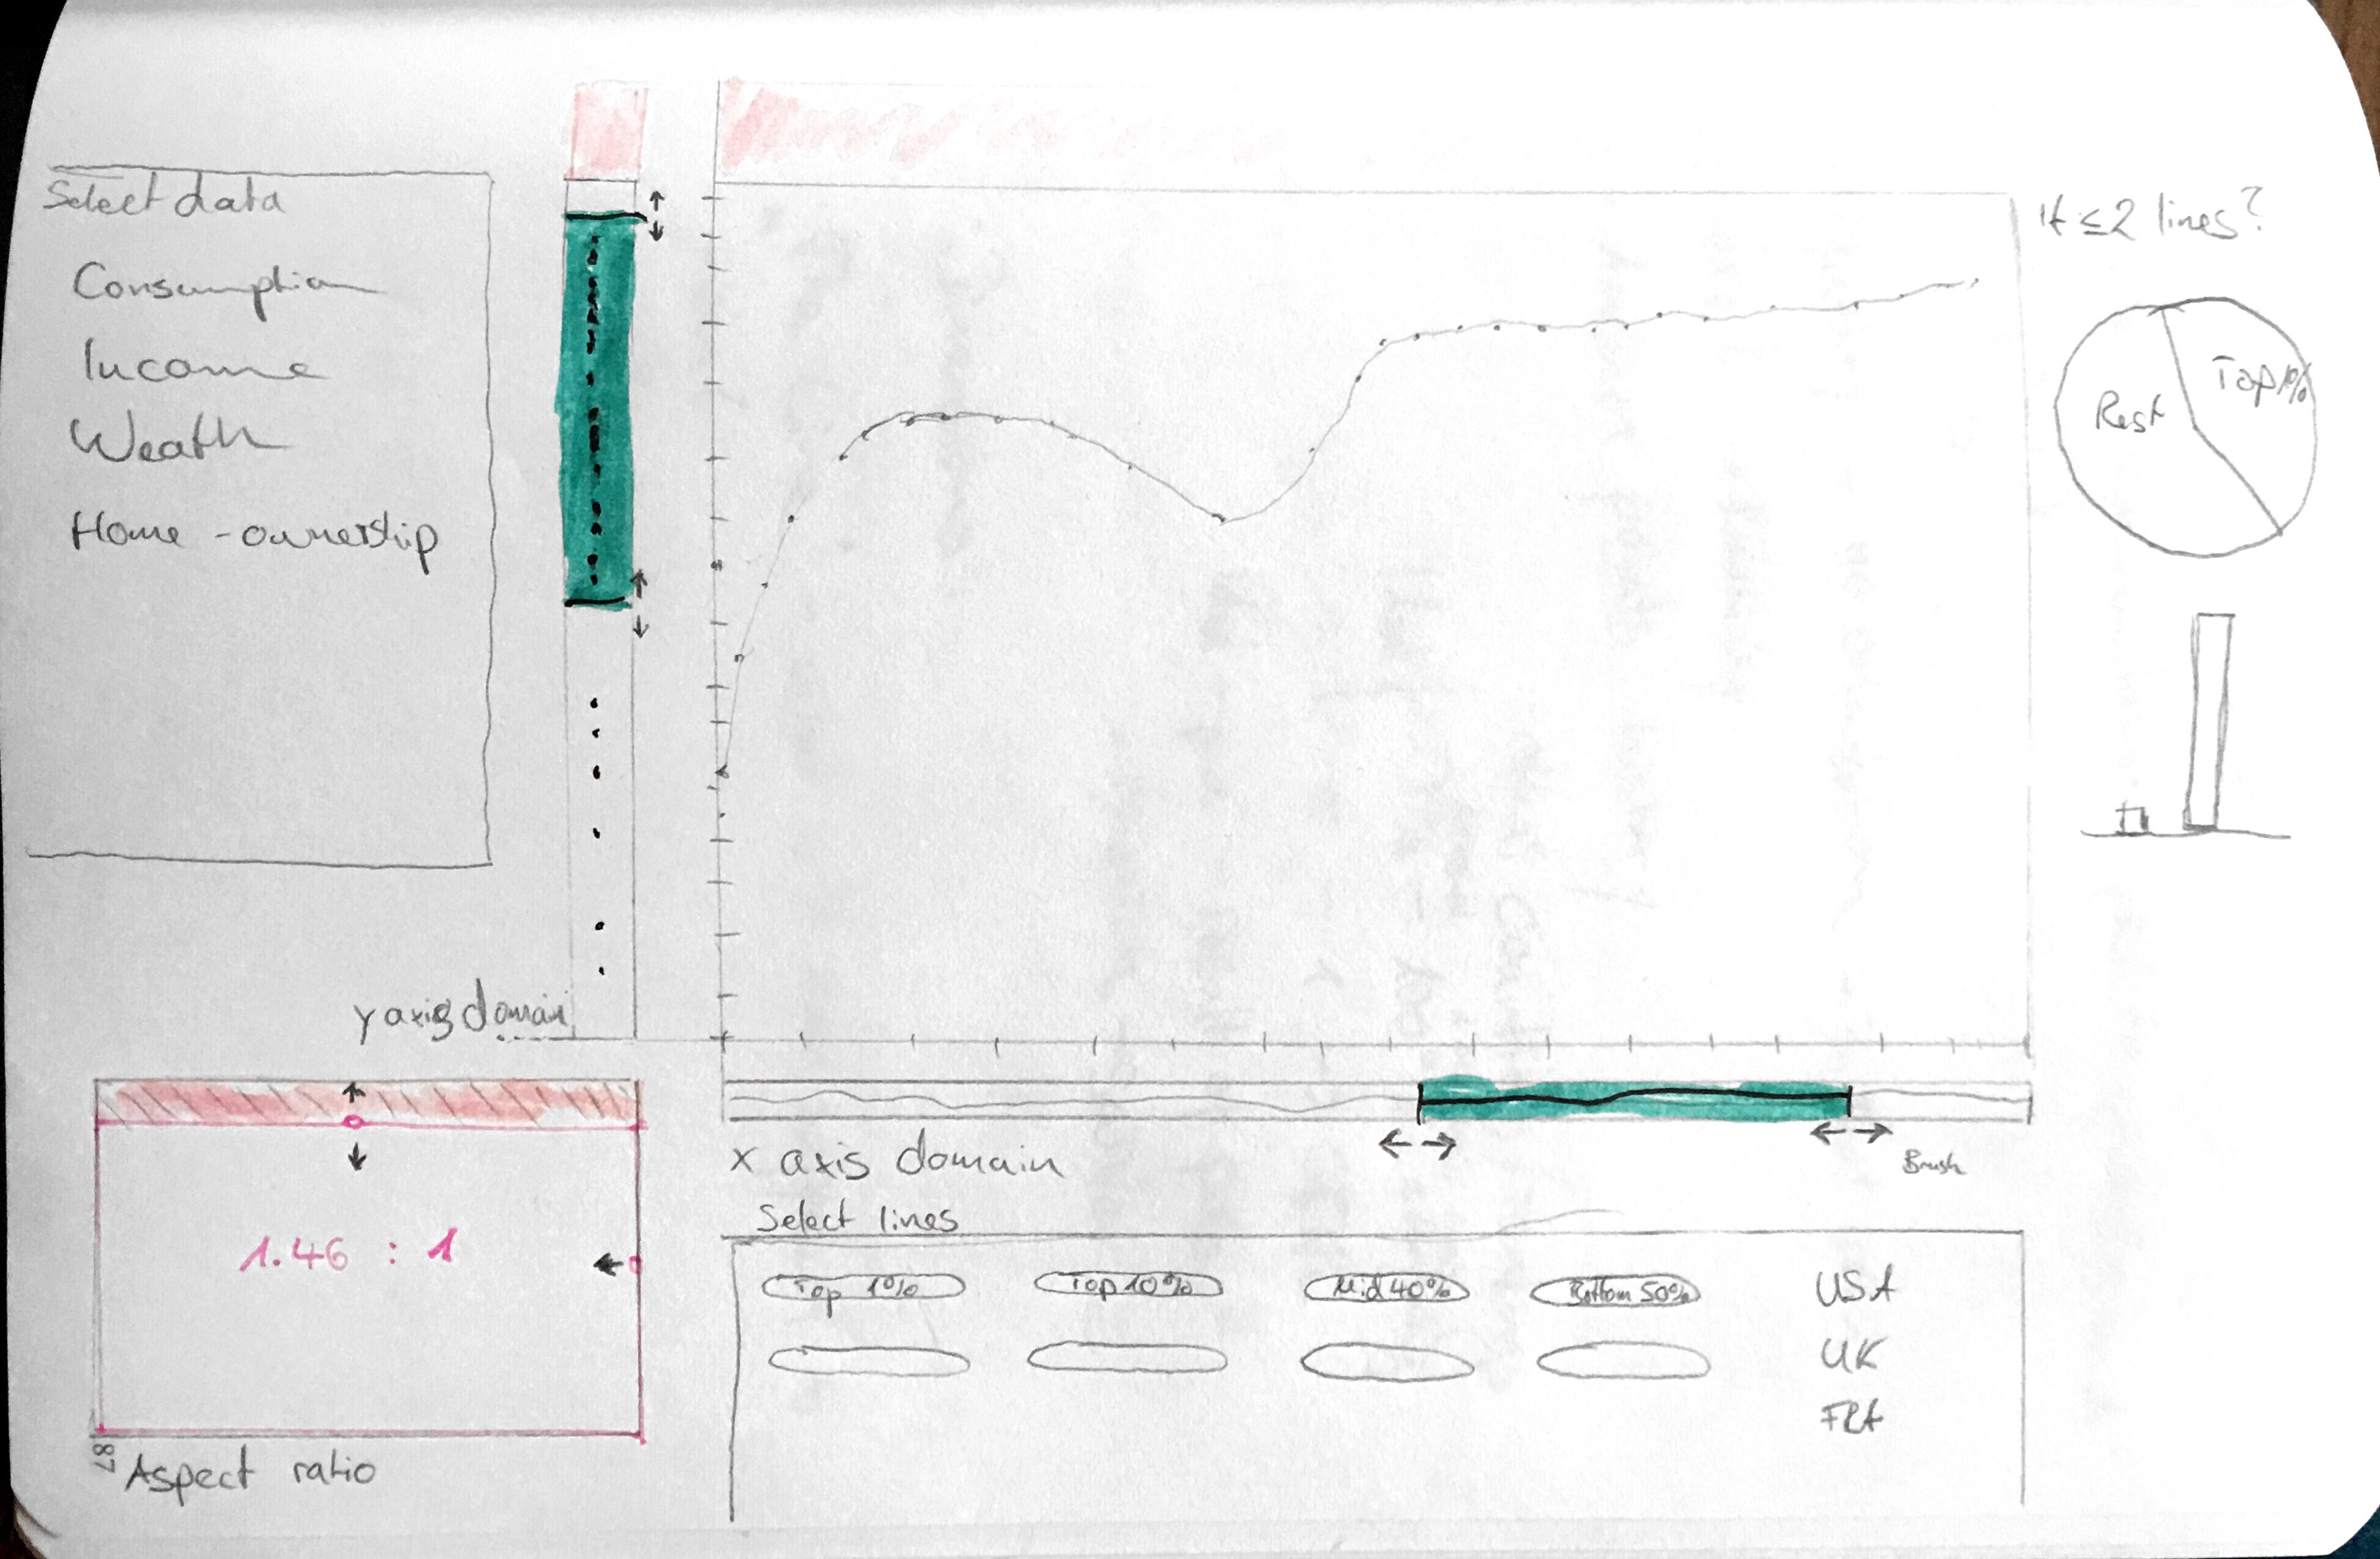 Select data
Consumption
Income
Weath
Home - ownership
y axis domain
If ≤2 lines?
Rest
Top 1%
x axis domain
Brush
Select lines
Top 1%
Top 10%
Mid 40%
Bottom 50%
USA
UK
FRA
1.46 : 1
87
Aspect ratio